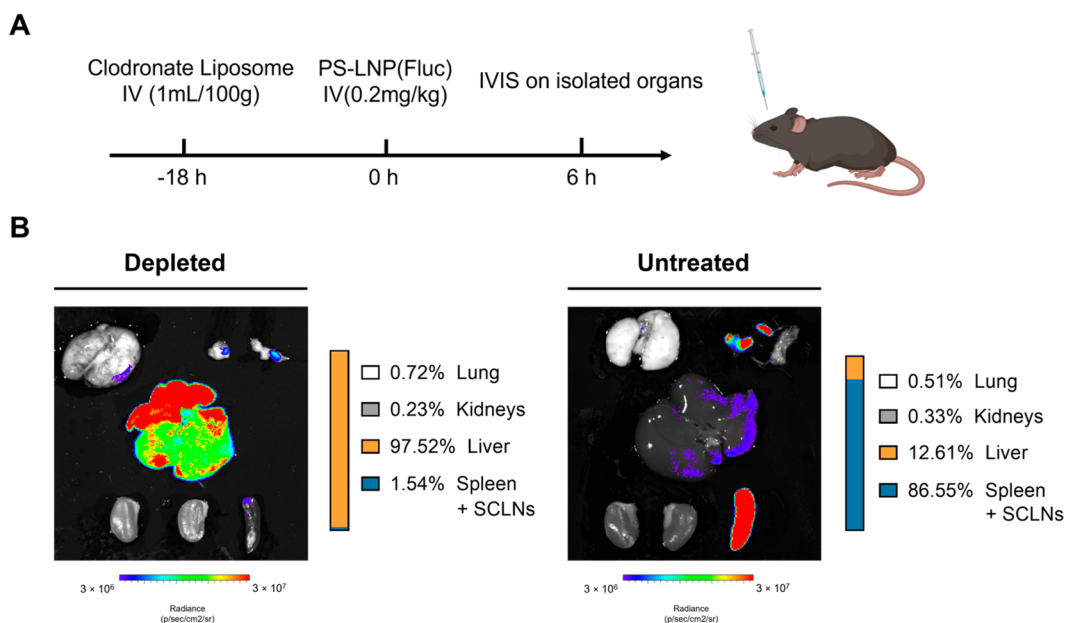 A
Clodronate Liposome
IV (1mL/100g)
PS-LNP(Fluc)
IV(0.2mg/kg)
IVIS on isolated organs
-18 h
0 h
6 h
B
Depleted
0.72% Lung
0.23% Kidneys
97.52% Liver
1.54% Spleen
+ SCLNs
3 × 10⁶
3 × 10⁷
Radiance
(p/sec/cm2/sr)
Untreated
0.51% Lung
0.33% Kidneys
12.61% Liver
86.55% Spleen
+ SCLNs
3 × 10⁶
3 × 10⁷
Radiance
(p/sec/cm2/sr)